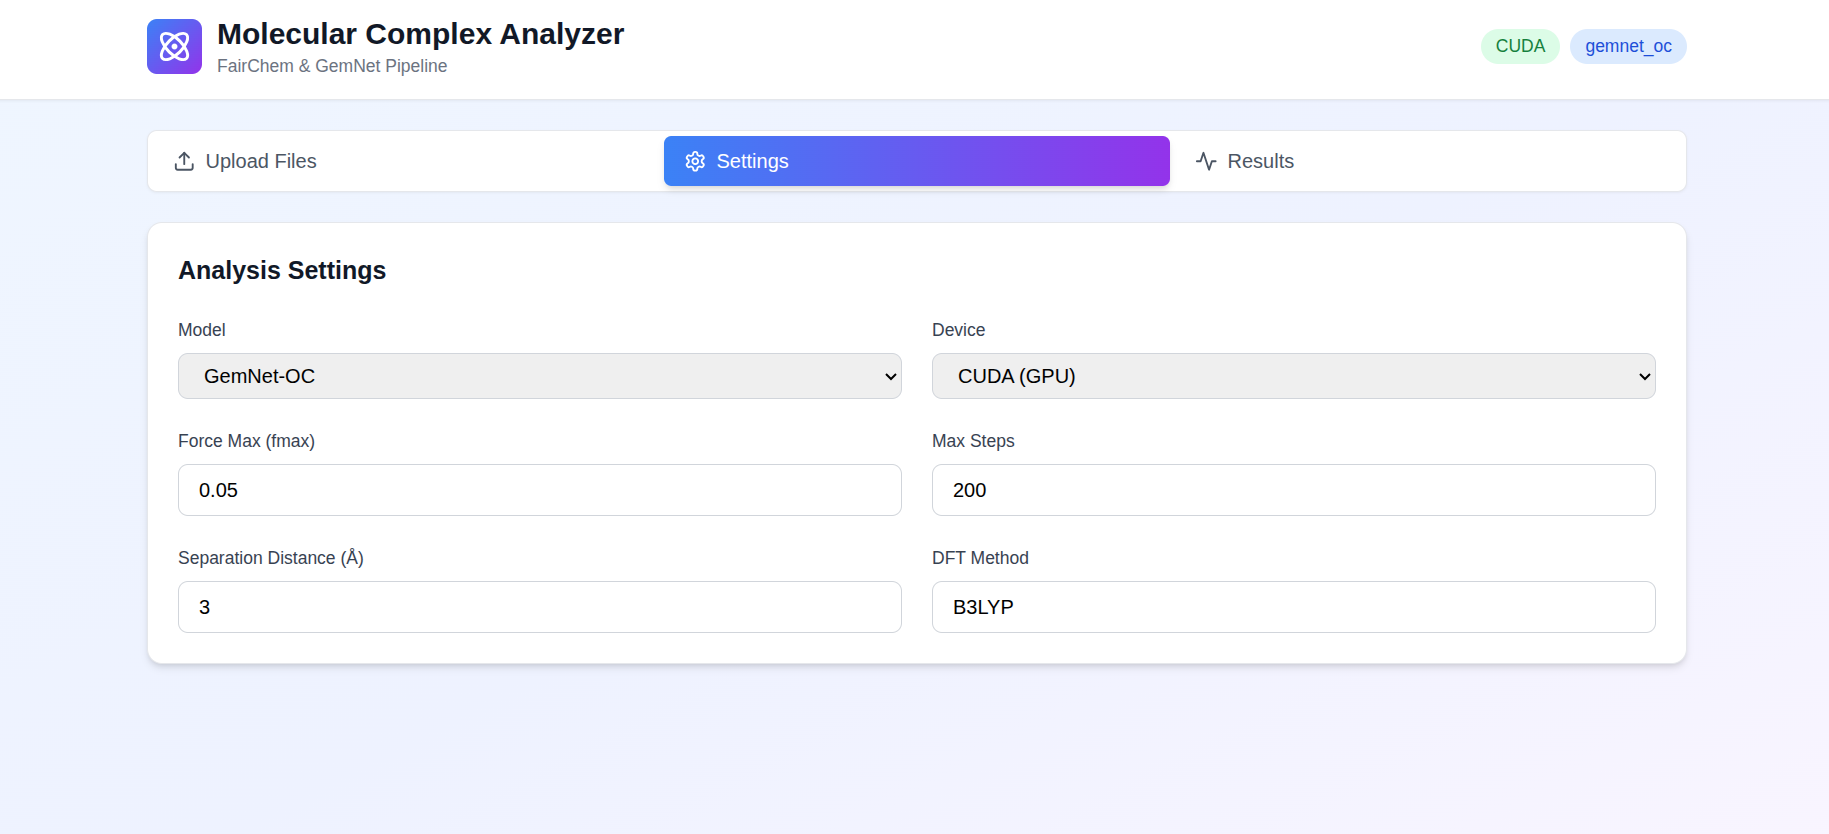 Molecular Complex Analyzer
FairChem & GemNet Pipeline
CUDA
gemnet_oc
Upload Files
Settings
Results
Analysis Settings
Model
Device
GemNet-OC
CUDA (GPU)
Force Max (fmax)
Max Steps
0.05
200
Separation Distance (Å)
DFT Method
3
B3LYP